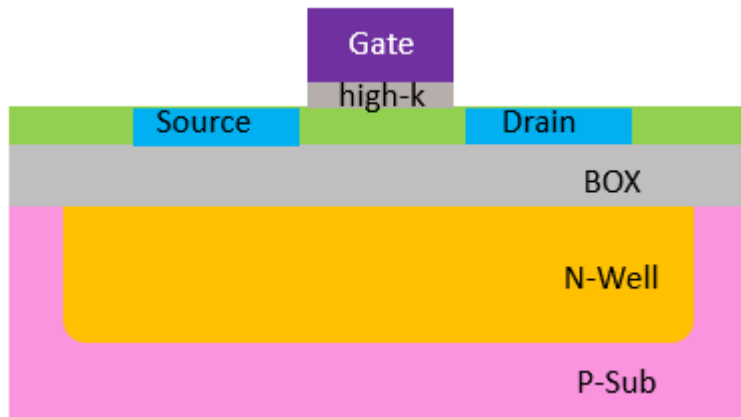 Gate
high-k
Source
Drain
BOX
N-Well
P-Sub